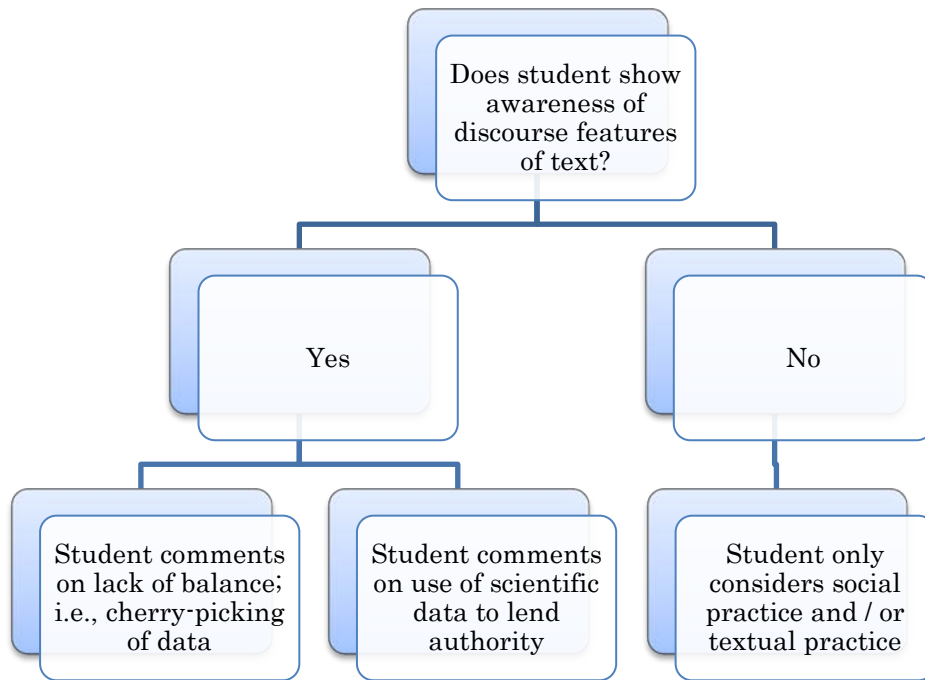 Does student show
awareness of
discourse features
of text?
Yes
No
Student comments
on lack of balance;
i.e., cherry-picking
of data
Student comments
on use of scientific
data to lend
authority
Student only
considers social
practice and / or
textual practice